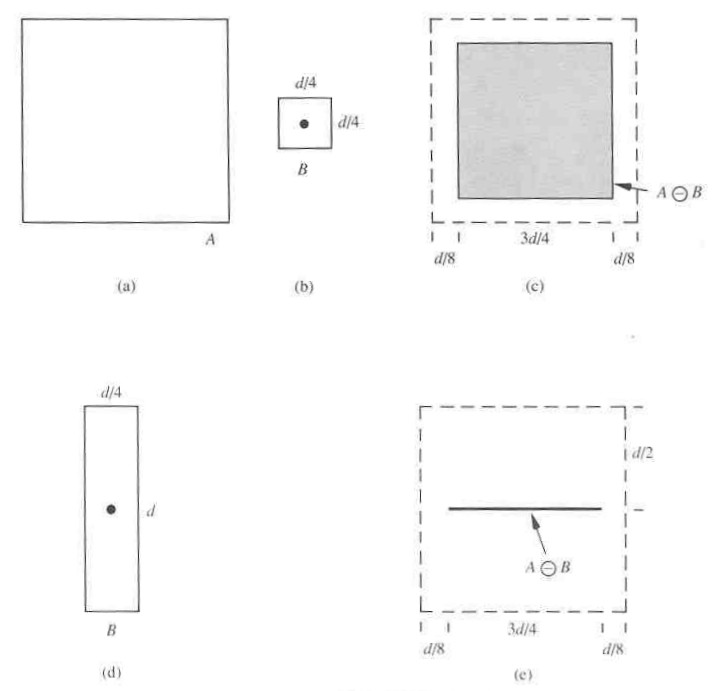 d/4
d/4
B
A
A ⊖ B
3d/4
d/8
d/8
(a)
(b)
(c)
d/4
d
B
(d)
d/2
A ⊖ B
3d/4
d/8
d/8
(e)